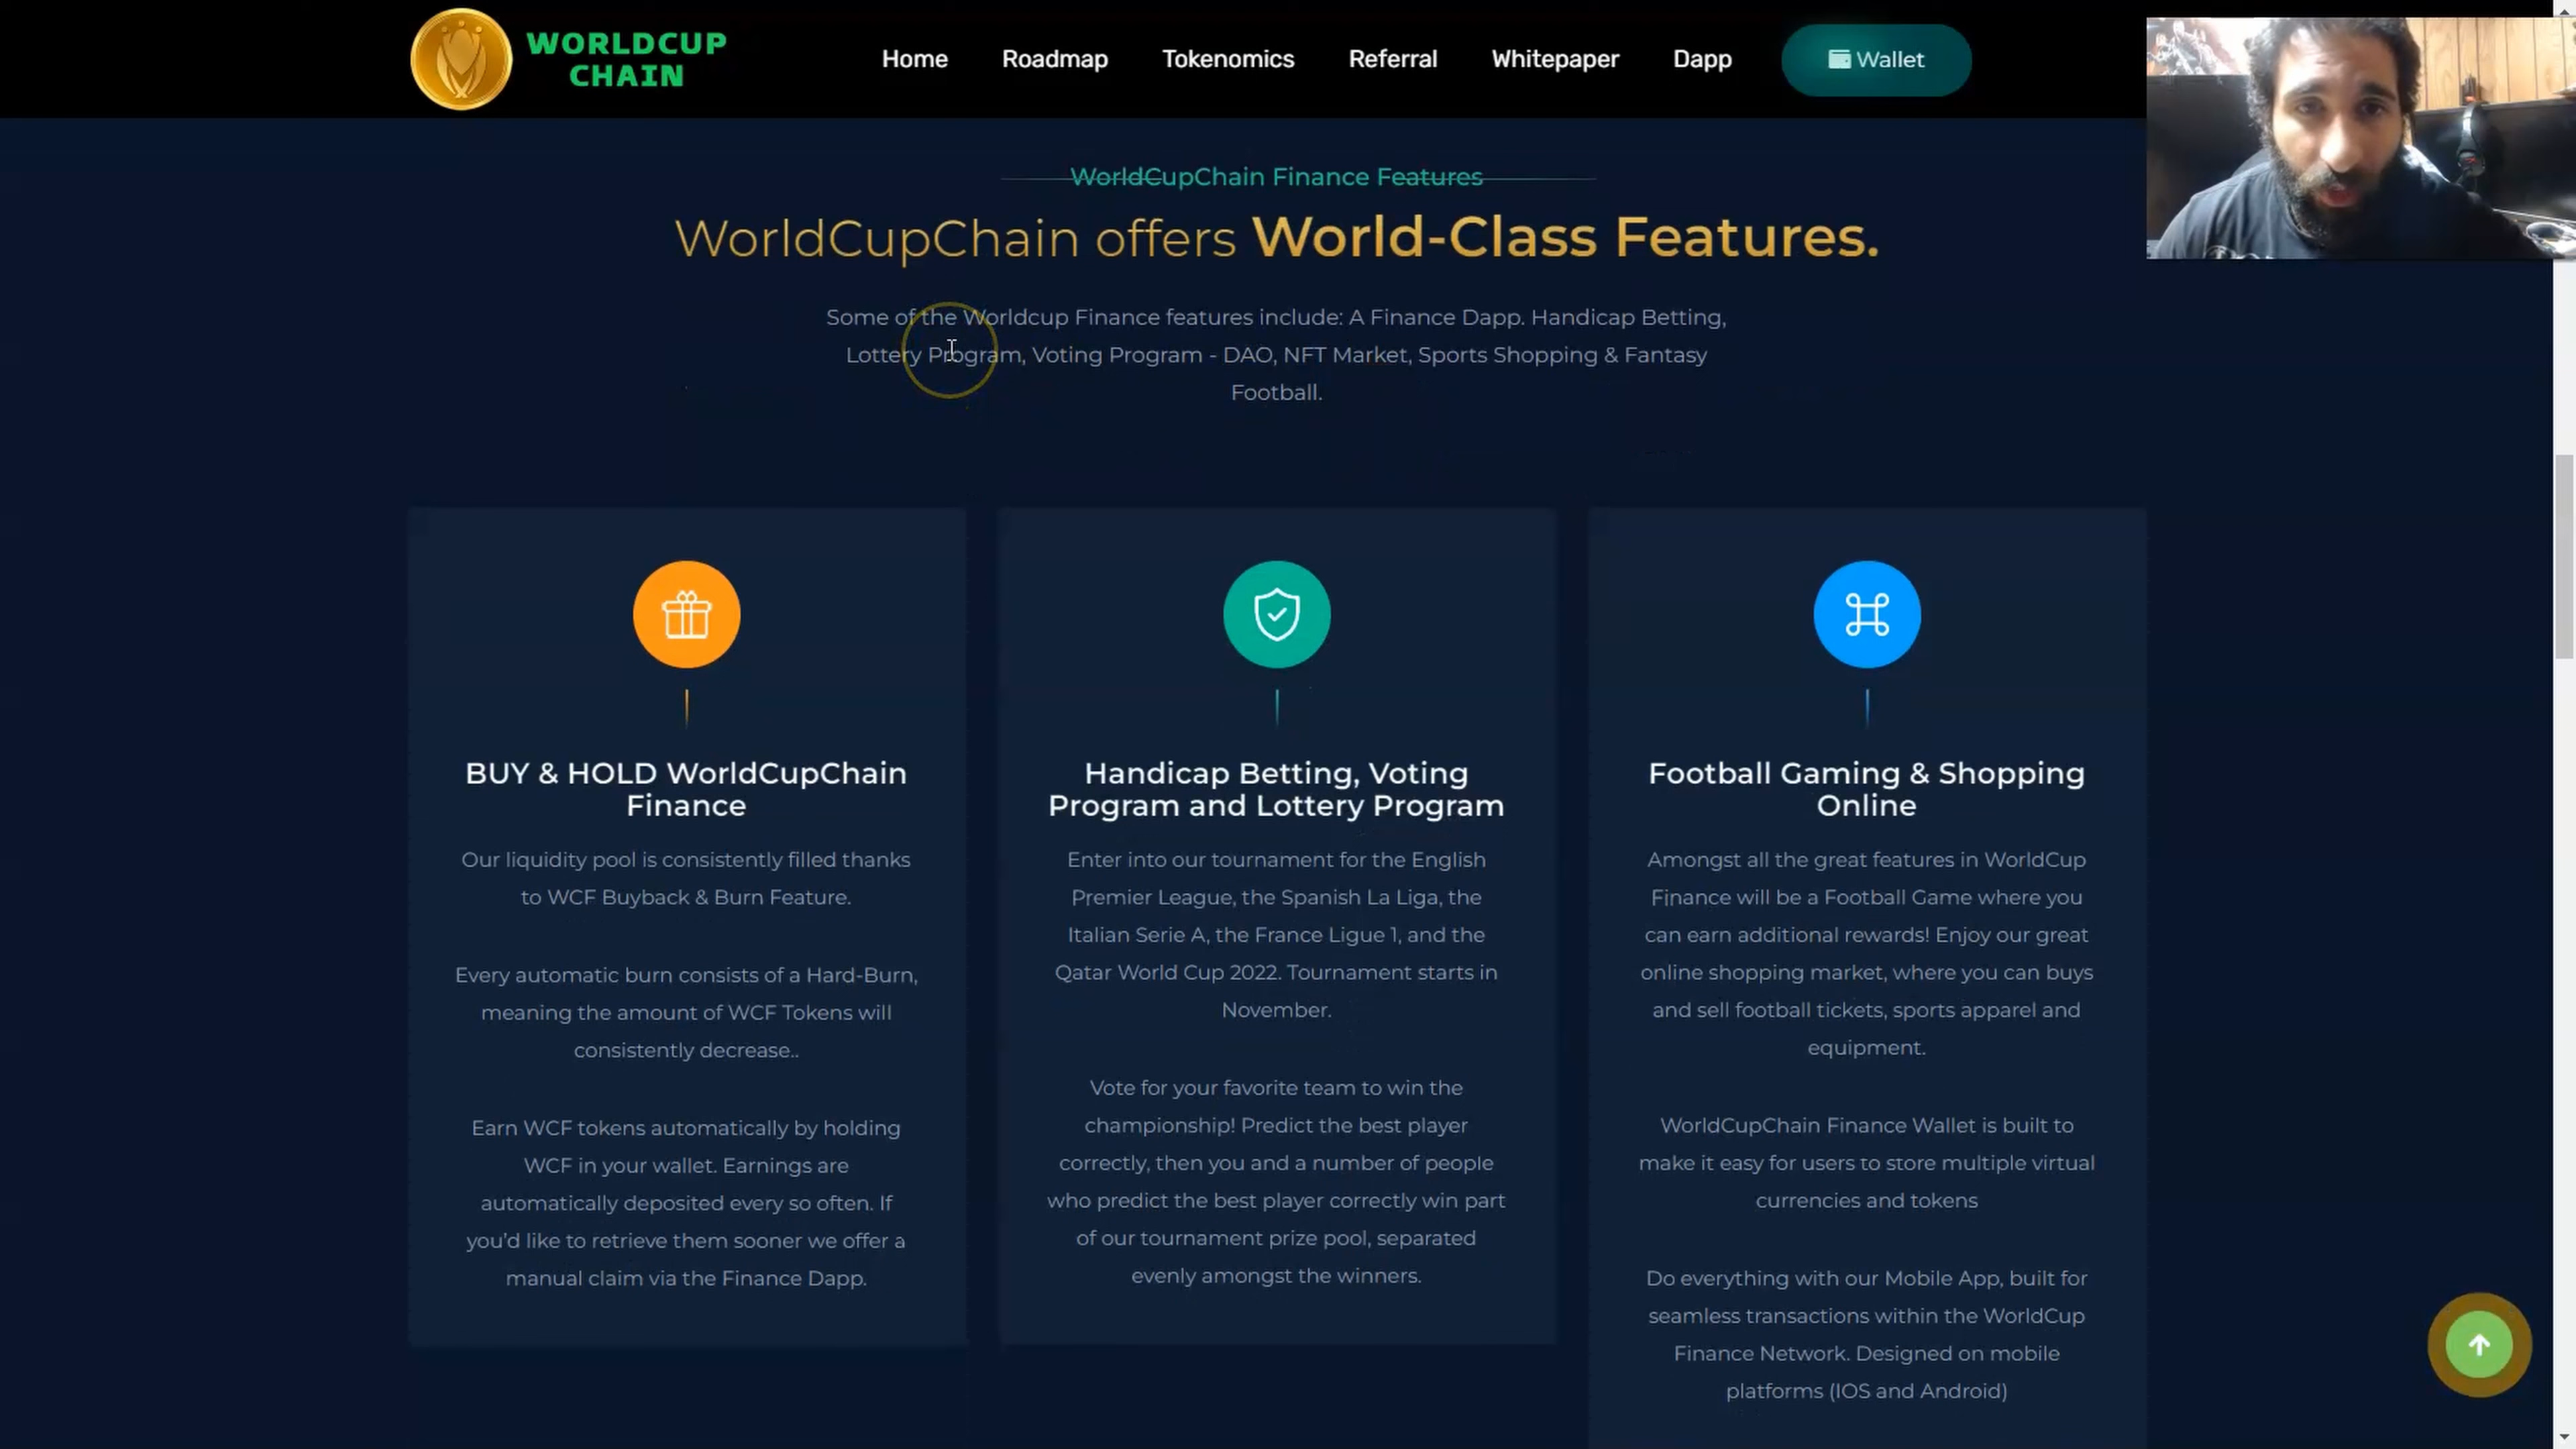 WORLDCUP
CHAIN
Home
Roadmap
Tokenomics
Referral
Whitepaper
Dapp
Wallet
WorldCupChain Finance Features
WorldCupChain offers World-Class Features.
Some of the Worldcup Finance features include: A Finance Dapp. Handicap Betting,
Lottery Program, Voting Program - DAO, NFT Market, Sports Shopping & Fantasy
Football.
BUY & HOLD WorldCupChain
Finance
Our liquidity pool is consistently filled thanks
to WCF Buyback & Burn Feature.
Every automatic burn consists of a Hard-Burn,
meaning the amount of WCF Tokens will
consistently decrease..
Earn WCF tokens automatically by holding
WCF in your wallet. Earnings are
automatically deposited every so often. If
you'd like to retrieve them sooner we offer a
manual claim via the Finance Dapp.
Handicap Betting, Voting
Program and Lottery Program
Enter into our tournament for the English
Premier League, the Spanish La Liga, the
Italian Serie A, the France Ligue 1, and the
Qatar World Cup 2022. Tournament starts in
November.
Vote for your favorite team to win the
championship! Predict the best player
correctly, then you and a number of people
who predict the best player correctly win part
of our tournament prize pool, separated
evenly amongst the winners.
Football Gaming & Shopping
Online
Amongst all the great features in WorldCup
Finance will be a Football Game where you
can earn additional rewards! Enjoy our great
online shopping market, where you can buys
and sell football tickets, sports apparel and
equipment.
WorldCupChain Finance Wallet is built to
make it easy for users to store multiple virtual
currencies and tokens
Do everything with our Mobile App, built for
seamless transactions within the WorldCup
Finance Network. Designed on mobile
platforms (IOS and Android)